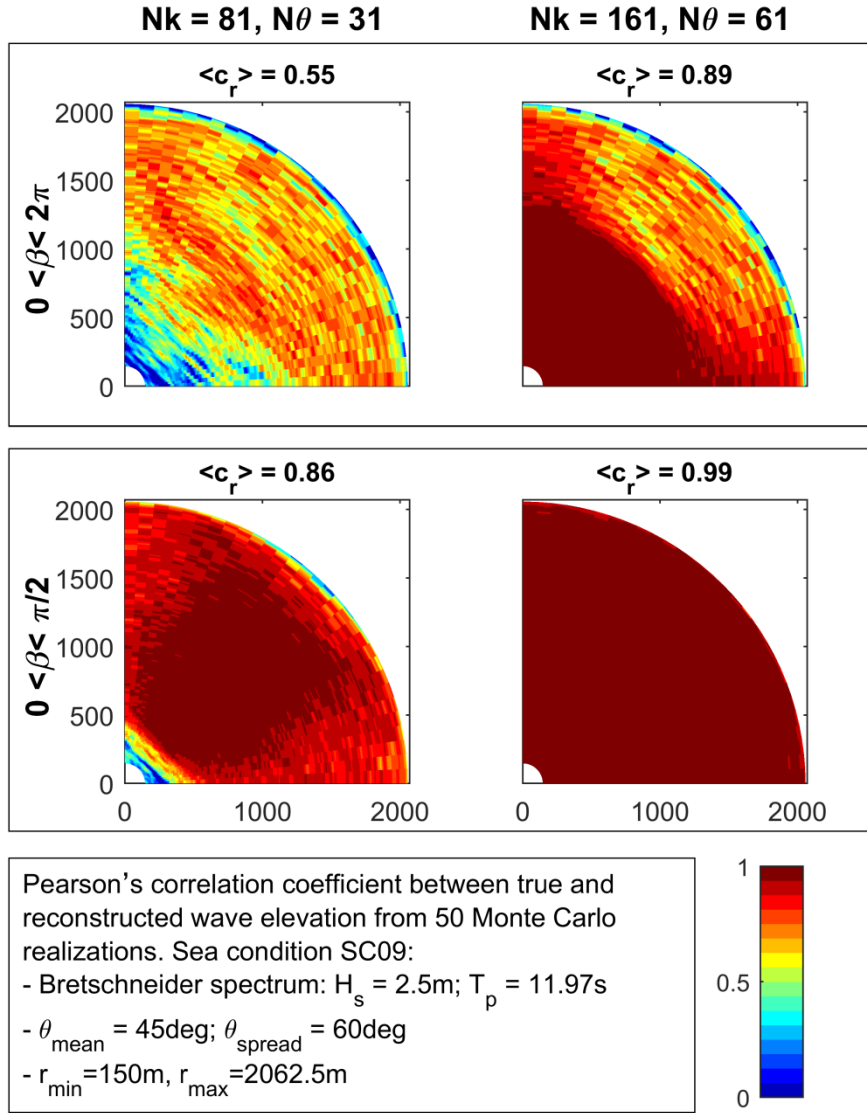 Nk = 81, Nθ = 31
Nk = 161, Nθ = 61
0 <β< 2π
<c_r> = 0.55
<c_r> = 0.89
2000
1500
1000
500
0
0 <β< π/2
<c_r> = 0.86
<c_r> = 0.99
2000
1500
1000
500
0
0 1000 2000
0 1000 2000
Pearson's correlation coefficient between true and
reconstructed wave elevation from 50 Monte Carlo
realizations. Sea condition SC09:
- Bretschneider spectrum: H_s = 2.5m; T_p = 11.97s
- θ_mean = 45deg; θ_spread = 60deg
- r_min=150m, r_max=2062.5m
1
0.5
0